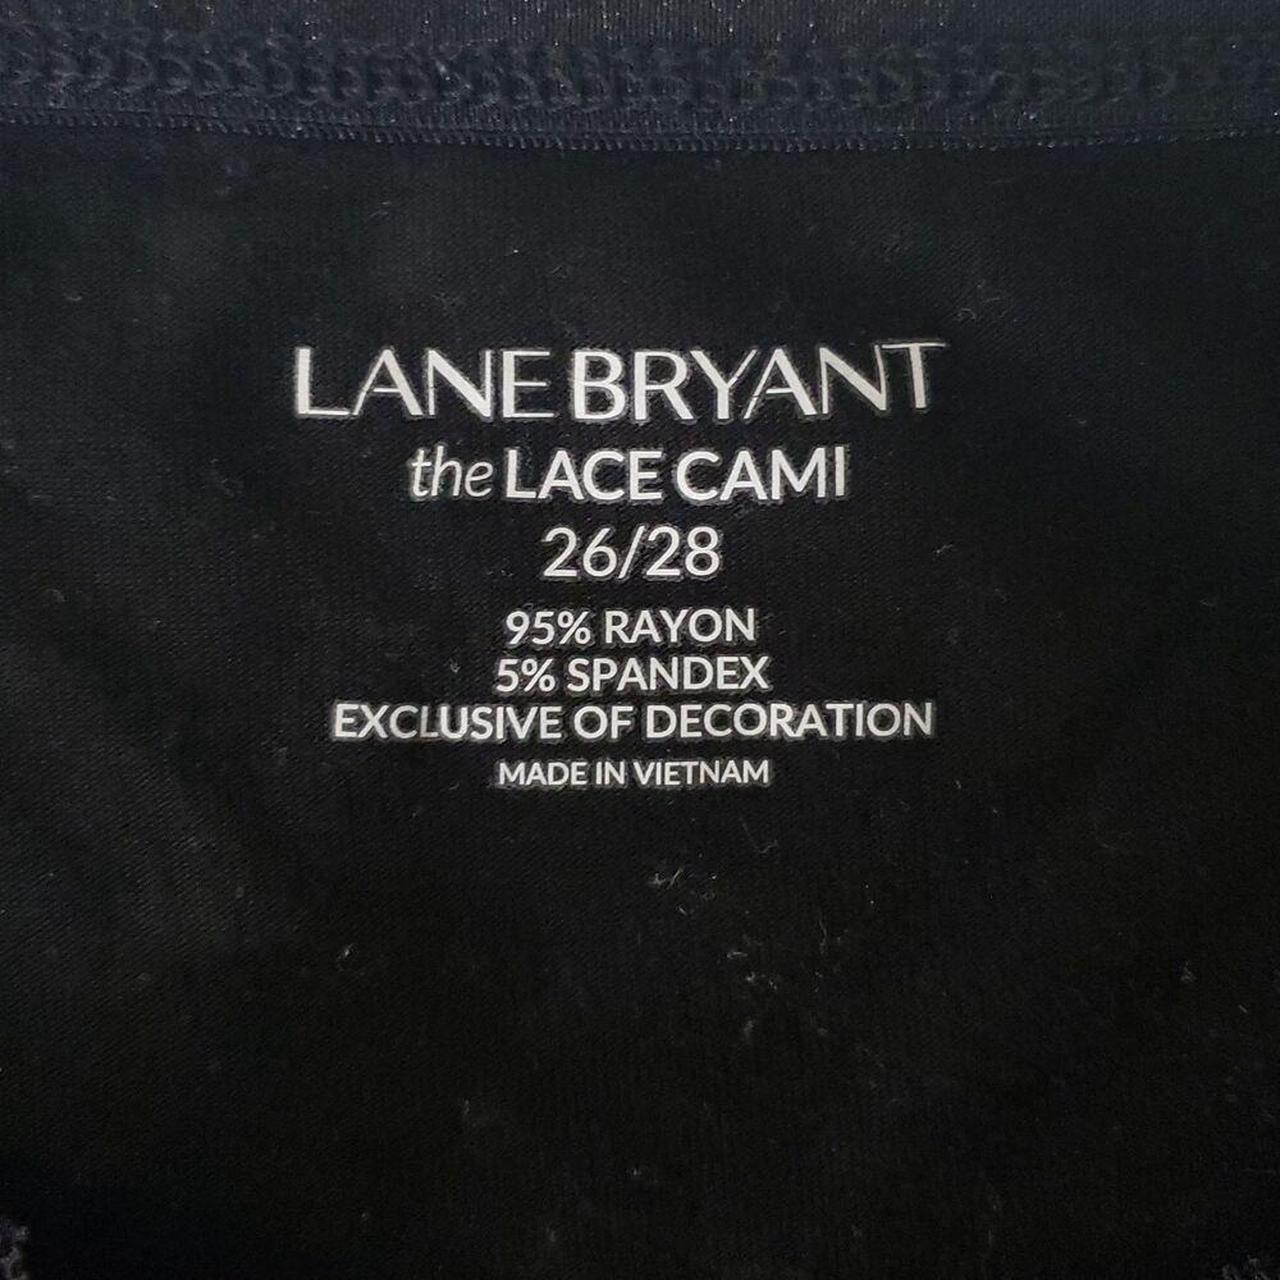 LANE BRYANT
the LACE CAMI
26/28
95% RAYON
5% SPANDEX
EXCLUSIVE OF DECORATION
MADE IN VIETNAM